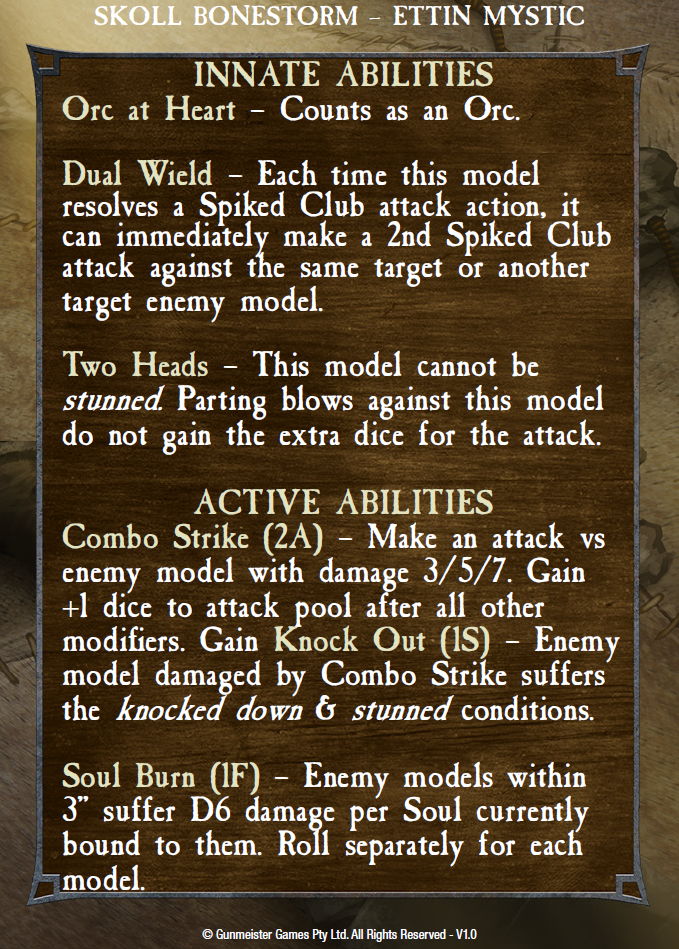 SKOLL BONESTORM – ETTIN MYSTIC
INNATE ABILITIES
Orc at Heart – Counts as an Orc.
Dual Wield – Each time this model
resolves a Spiked Club attack action, it
can immediately make a 2nd Spiked Club
attack against the same target or another
target enemy model.
Two Heads – This model cannot be
stunned. Parting blows against this model
do not gain the extra dice for the attack.
ACTIVE ABILITIES
Combo Strike (2A) – Make an attack vs
enemy model with damage 3/5/7. Gain
+1 dice to attack pool after all other
modifiers. Gain Knock Out (1S) – Enemy
model damaged by Combo Strike suffers
the knocked down & stunned conditions.
Soul Burn (1F) – Enemy models within
3” suffer D6 damage per Soul currently
bound to them. Roll separately for each
model.
© Gunmeister Games Pty Ltd. All Rights Reserved - V1.0